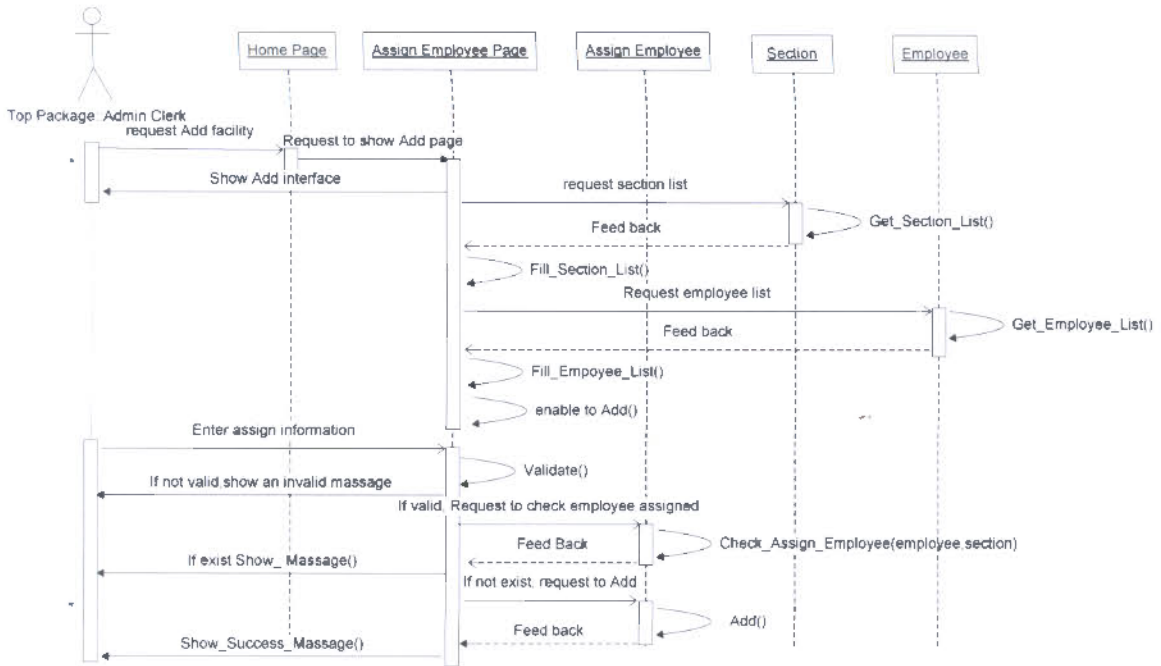 Home Page
Assign Employee Page
Assign Employee
Section
Employee
Top Package: Admin Clerk
request Add facility
Request to show Add page
Show Add interface
request section list
Get_Section_List()
Feed back
Fill_Section_List()
Request employee list
Get_Employee_List()
Feed back
Fill_Empoyee_List()
enable to Add()
Enter assign information
Validate()
If not valid,show an invalid massage
If valid, Request to check employee assigned
Feed Back
Check_Assign_Employee(employee,section)
If exist Show_ Massage()
If not exist, request to Add
Add()
Feed back
Show_Success_Massage()